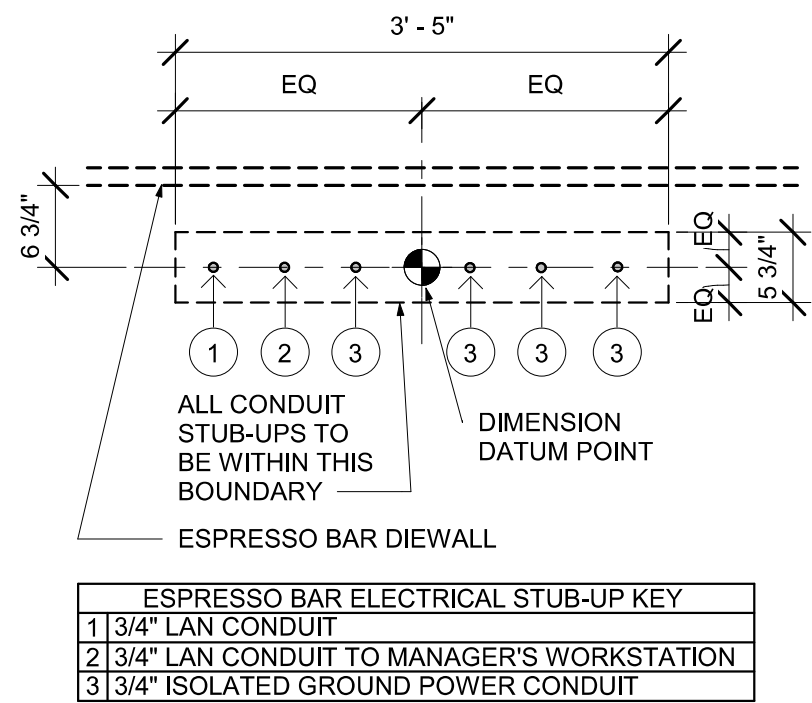 3' - 5"
EQ EQ
6 3/4"
EQ
EQ
5 3/4"
1 2 3 3 3 3
ALL CONDUIT
STUB-UPS TO
BE WITHIN THIS
BOUNDARY
DIMENSION
DATUM POINT
ESPRESSO BAR DIEWALL
ESPRESSO BAR ELECTRICAL STUB-UP KEY
1 3/4" LAN CONDUIT
2 3/4" LAN CONDUIT TO MANAGER'S WORKSTATION
3 3/4" ISOLATED GROUND POWER CONDUIT